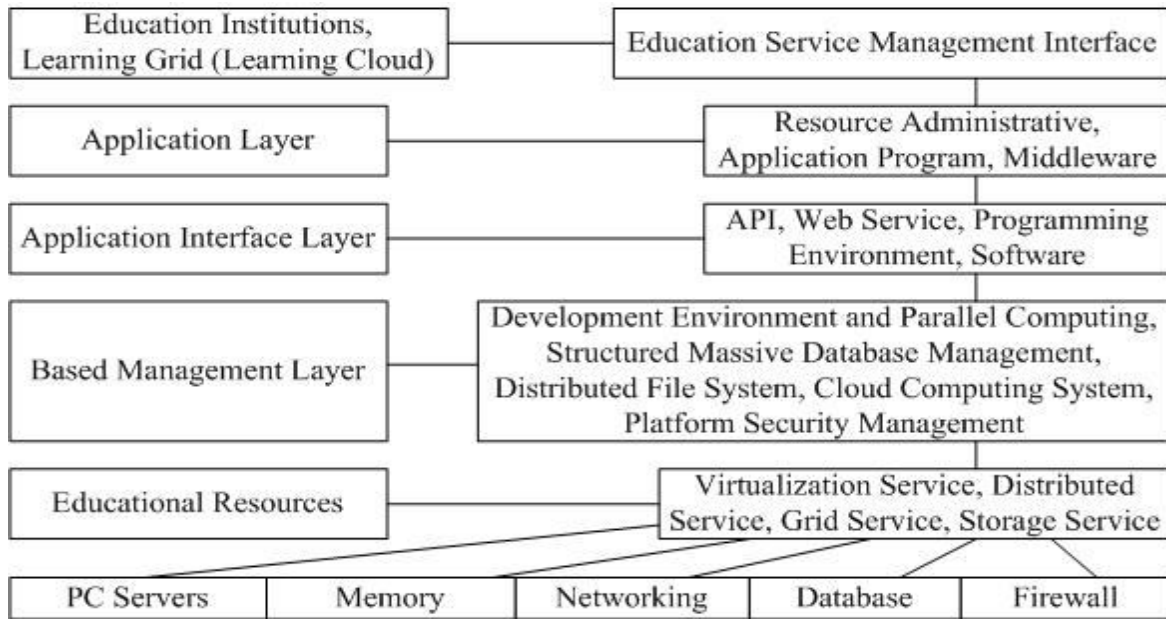 Education Institutions,
Learning Grid (Learning Cloud)
Education Service Management Interface
Application Layer
Resource Administrative,
Application Program, Middleware
Application Interface Layer
API, Web Service, Programming
Environment, Software
Based Management Layer
Development Environment and Parallel Computing,
Structured Massive Database Management,
Distributed File System, Cloud Computing System,
Platform Security Management
Educational Resources
Virtualization Service, Distributed
Service, Grid Service, Storage Service
PC Servers
Memory
Networking
Database
Firewall